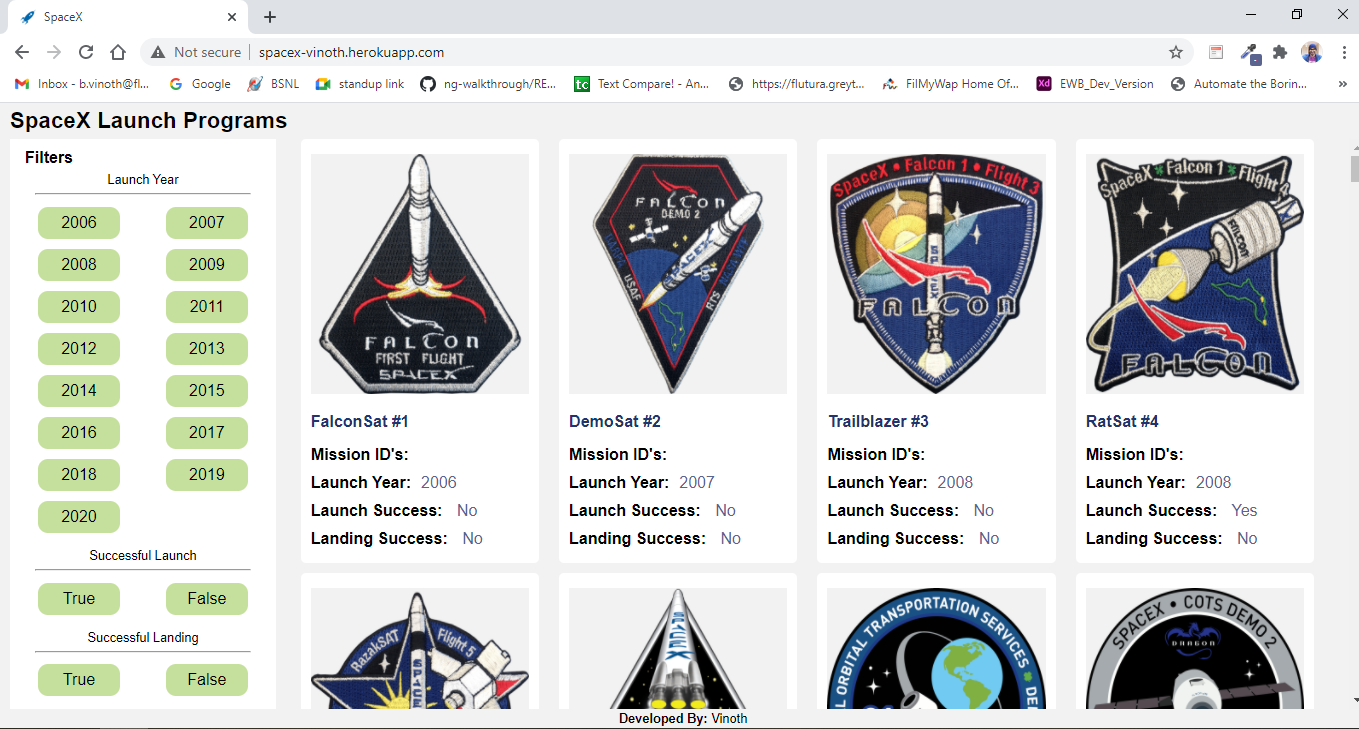 SpaceX
Not secure | spacex-vinoth.herokuapp.com
Inbox - b.vinoth@fl... Google BSNL standup link ng-walkthrough/RE... tc Text Compare! - An... https://flutura.greyt... FilMyWap Home Of... Xd EWB_Dev_Version Automate the Borin... »
SpaceX Launch Programs
Filters
Launch Year
2006 2007
2008 2009
2010 2011
2012 2013
2014 2015
2016 2017
2018 2019
2020
Successful Launch
True False
Successful Landing
True False
FALCON
FIRST FLIGHT
SPACEX
FalconSat #1
Mission ID's:
Launch Year: 2006
Launch Success: No
Landing Success: No
FALCON
DEMO 2
SPACEX
USAF
RTS
DemoSat #2
Mission ID's:
Launch Year: 2007
Launch Success: No
Landing Success: No
SpaceX • Falcon 1 • Flight 3
SPACEX
FALCON
Trailblazer #3
Mission ID's:
Launch Year: 2008
Launch Success: No
Landing Success: No
SpaceX Falcon 1 Flight 4
FALCON
FALCON
RatSat #4
Mission ID's:
Launch Year: 2008
Launch Success: Yes
Landing Success: No
RazakSAT Flight 5
SPACE
SPACEX
L ORBITAL TRANSPORTATION SERVICES DE
SPACEX • COTS DEMO 2
DRAGON
Developed By: Vinoth